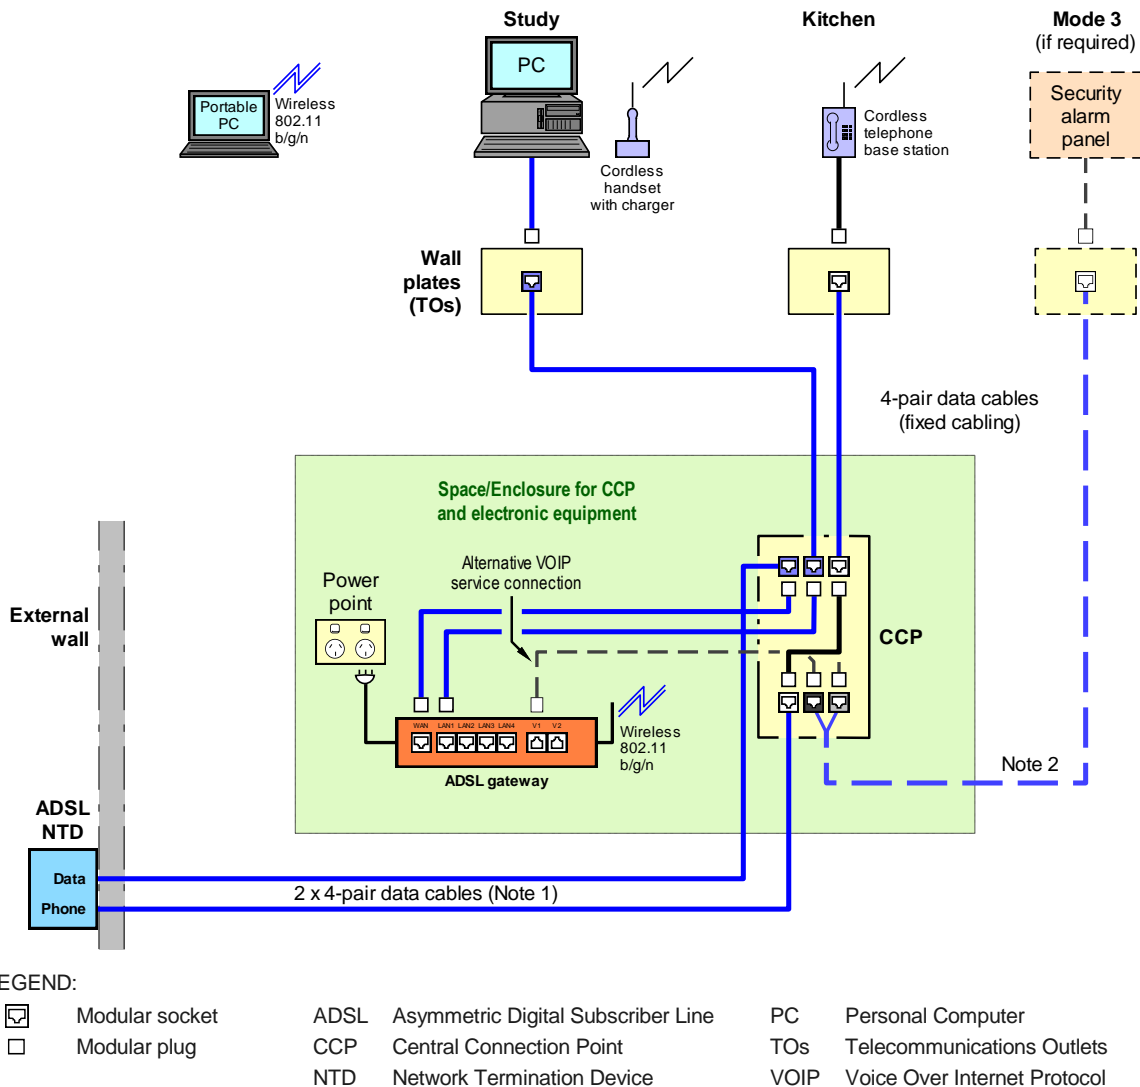 Study
Kitchen
Mode 3
(if required)
PC
Portable
PC
Wireless
802.11
b/g/n
Cordless
handset
with charger
Cordless
telephone
base station
Security
alarm
panel
Wall
plates
(TOs)
4-pair data cables
(fixed cabling)
Space/Enclosure for CCP
and electronic equipment
Alternative VOIP
service connection
Power
point
External
wall
CCP
WAN LAN1 LAN2 LAN3 LAN4 V1 V2
ADSL gateway
Wireless
802.11
b/g/n
Note 2
ADSL
NTD
Data
Phone
2 x 4-pair data cables (Note 1)
EGEND:
Modular socket
ADSL Asymmetric Digital Subscriber Line
PC Personal Computer
Modular plug
CCP Central Connection Point
TOs Telecommunications Outlets
NTD Network Termination Device
VOIP Voice Over Internet Protocol